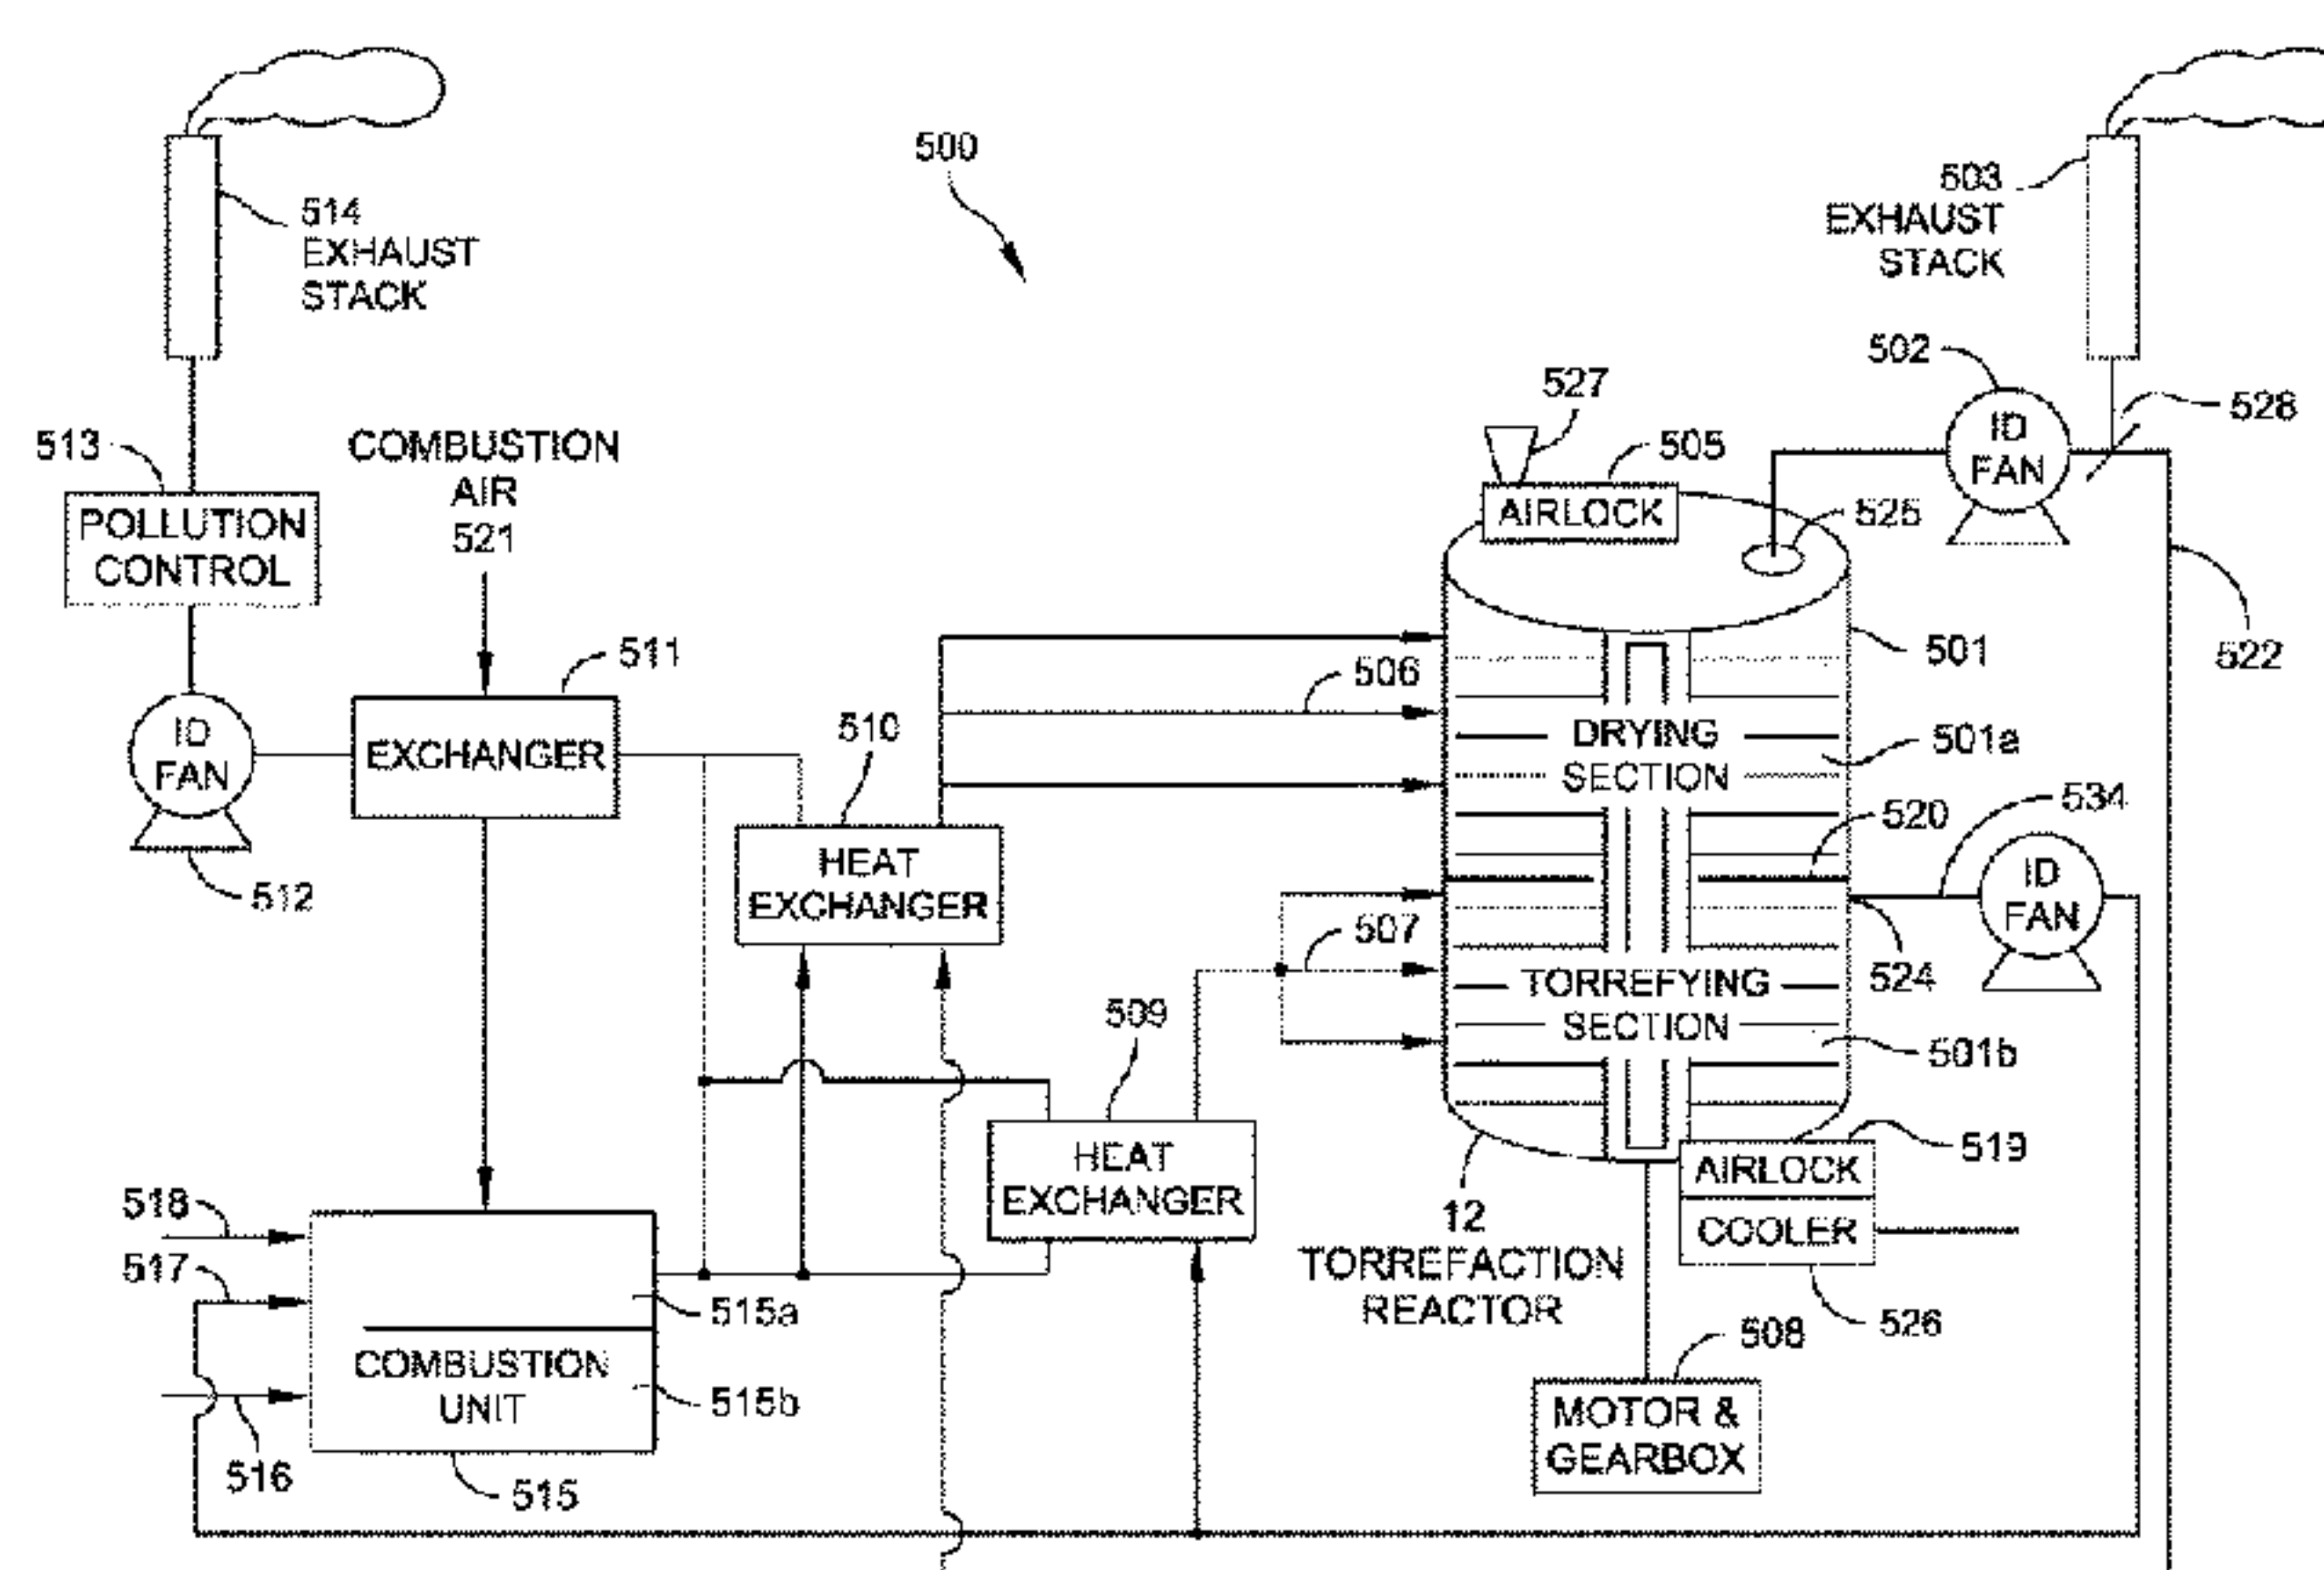 500
514
EXHAUST
STACK
503
EXHAUST
STACK
502
ID
FAN
528
527
505
AIRLOCK
525
513
POLLUTION
CONTROL
COMBUSTION
AIR
521
511
EXCHANGER
ID
FAN
512
510
HEAT
EXCHANGER
506
501
522
DRYING
SECTION
501a
520
534
ID
FAN
507
524
TORREFYING
SECTION
501b
509
HEAT
EXCHANGER
519
AIRLOCK
COOLER
526
12
TORREFACTION
REACTOR
508
MOTOR &
GEARBOX
518
517
516
515a
COMBUSTION
UNIT
515b
515